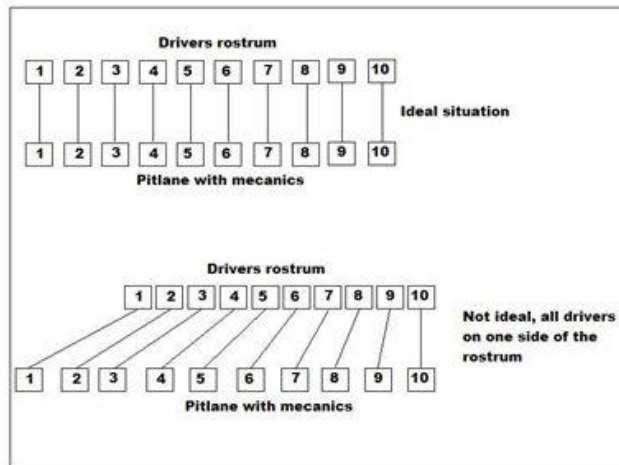 Drivers rostrum
1 2 3 4 5 6 7 8 9 10
Ideal situation
1 2 3 4 5 6 7 8 9 10
Pitlane with mecanics
Drivers rostrum
1 2 3 4 5 6 7 8 9 10
Not ideal, all drivers
on one side of the
rostrum
1 2 3 4 5 6 7 8 9 10
Pitlane with mecanics